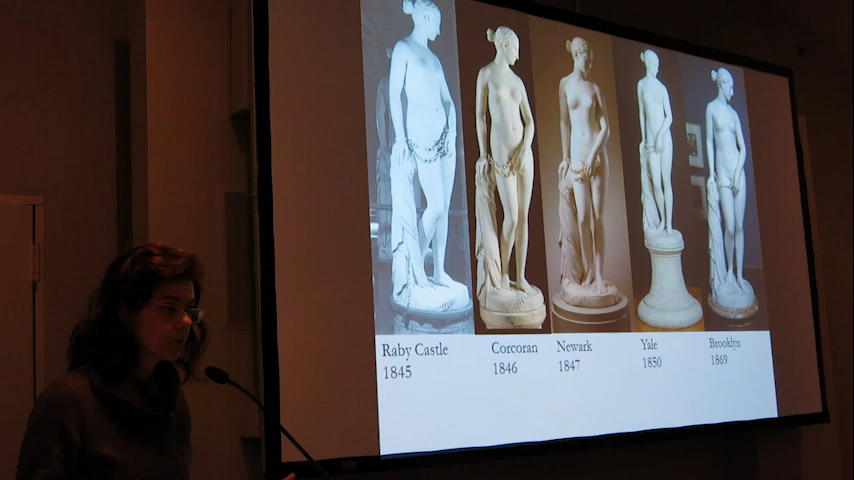 Raby Castle
1845
Corcoran
1846
Newark
1847
Yale
1850
Brooklyn
1869